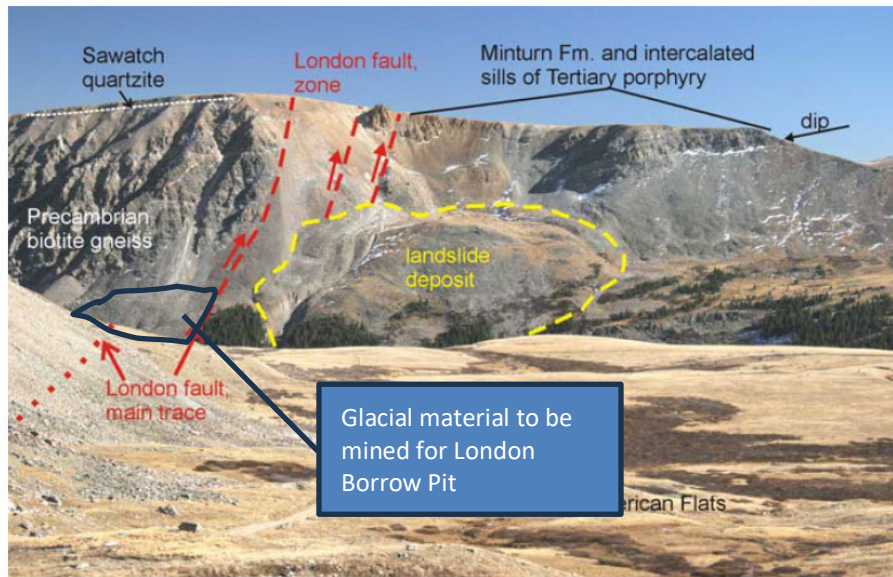 Sawatch
quartzite
London fault,
zone
Minturn Fm. and intercalated
sills of Tertiary porphyry
dip
Precambrian
biotite gneiss
landslide
deposit
London fault,
main trace
Glacial material to be
mined for London
Borrow Pit
Flats